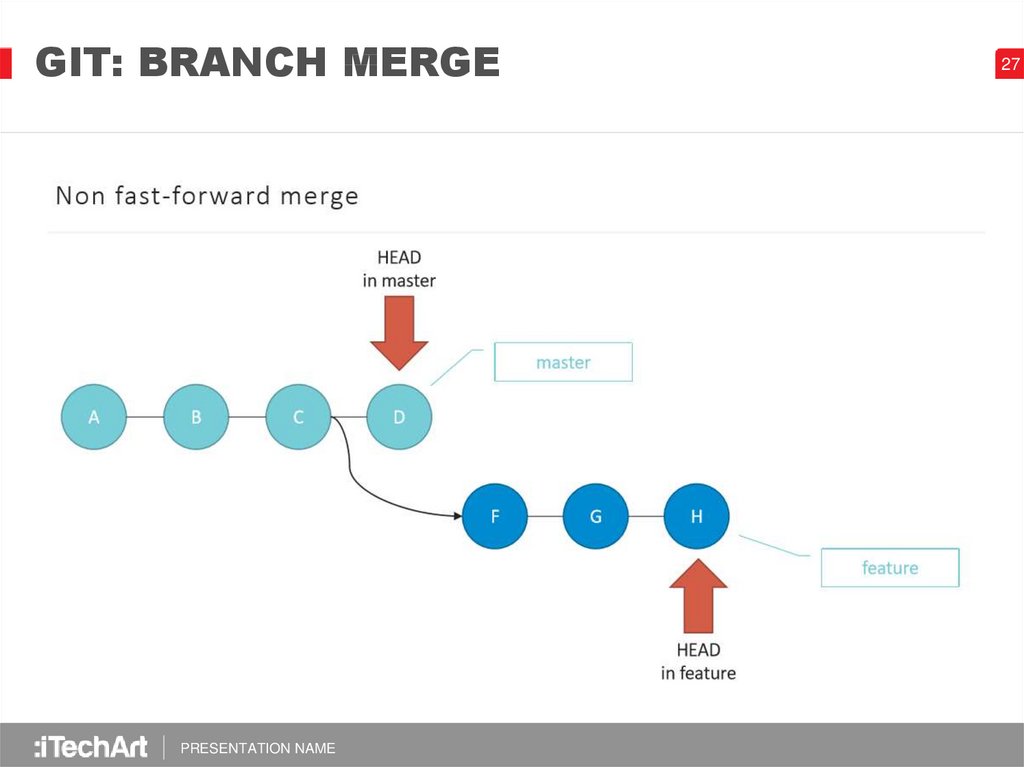 GIT: BRANCH MERGE
27
Non fast-forward merge
HEAD
in master
master
A
B
C
D
F
G
H
feature
HEAD
in feature
:iTechArt
PRESENTATION NAME